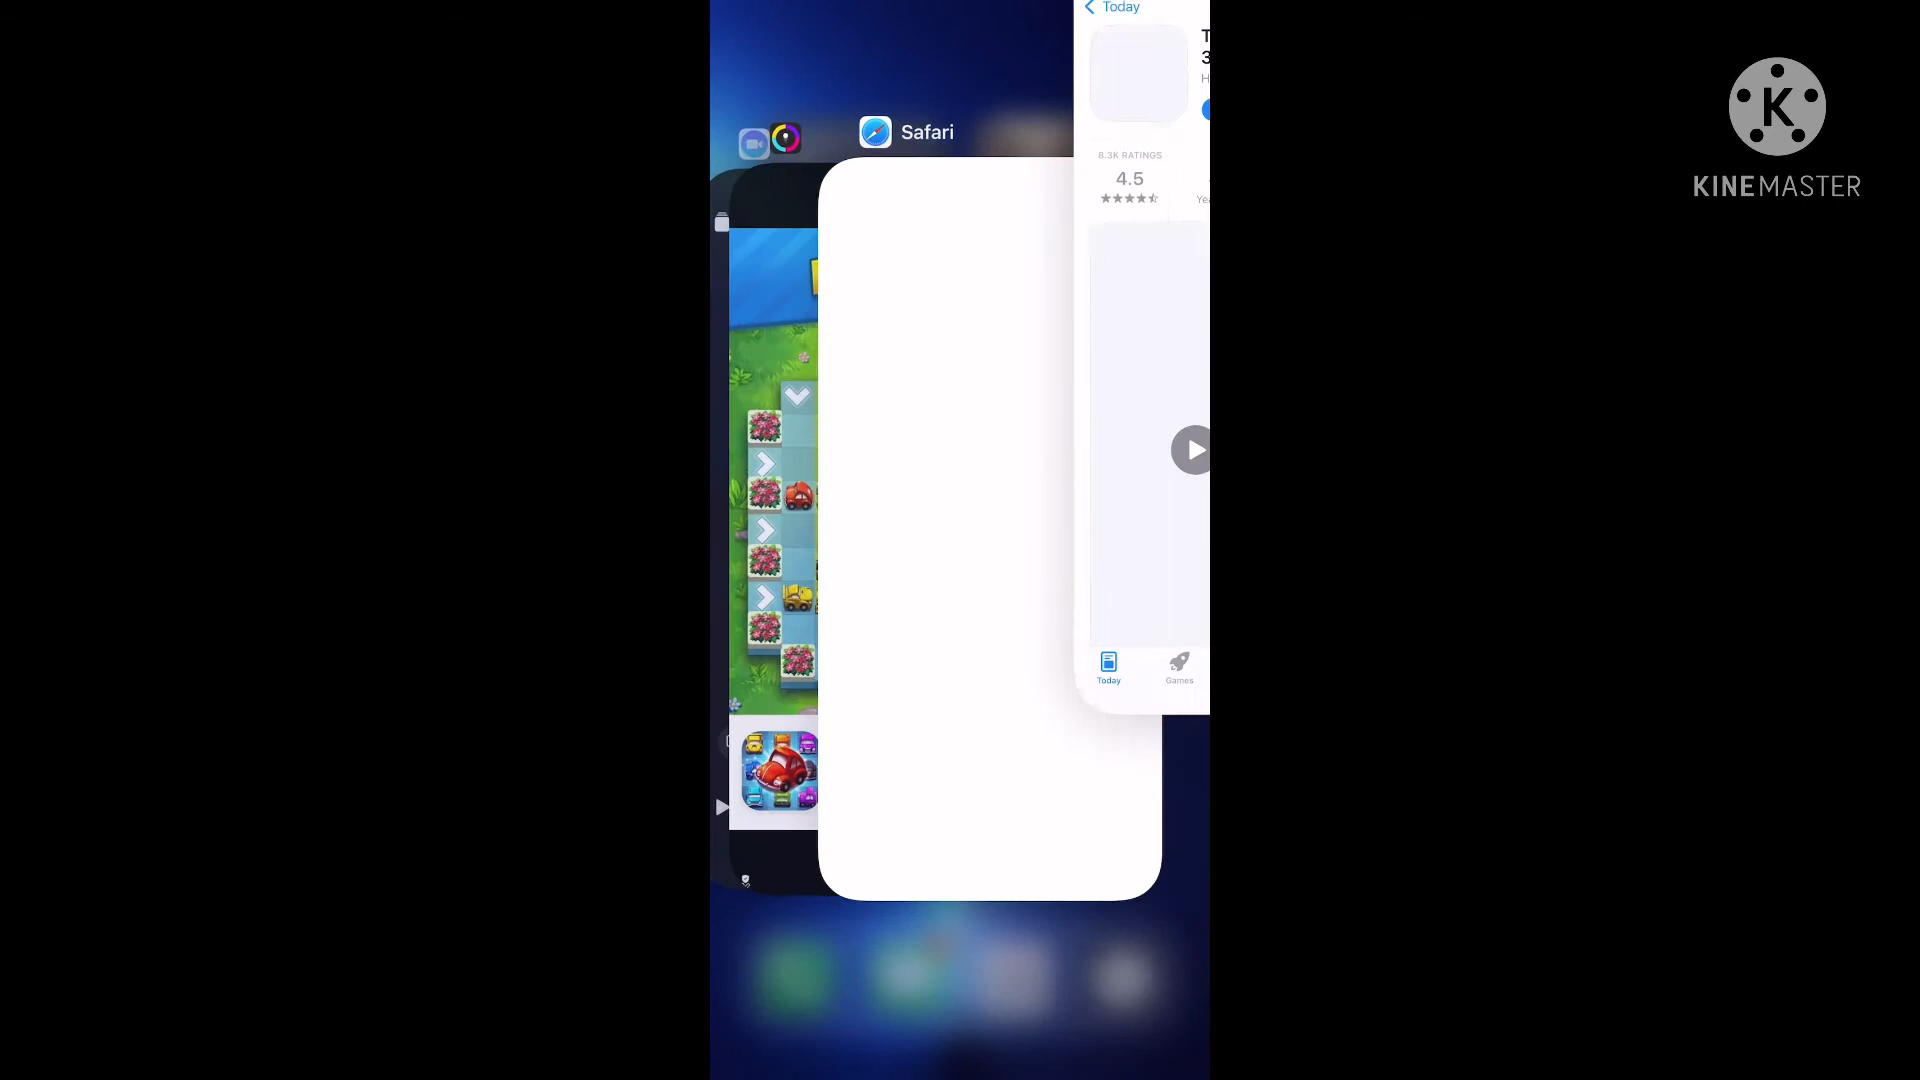 Today
Safari
8.3K RATINGS
4.5
Today
Games
K
KINEMASTER